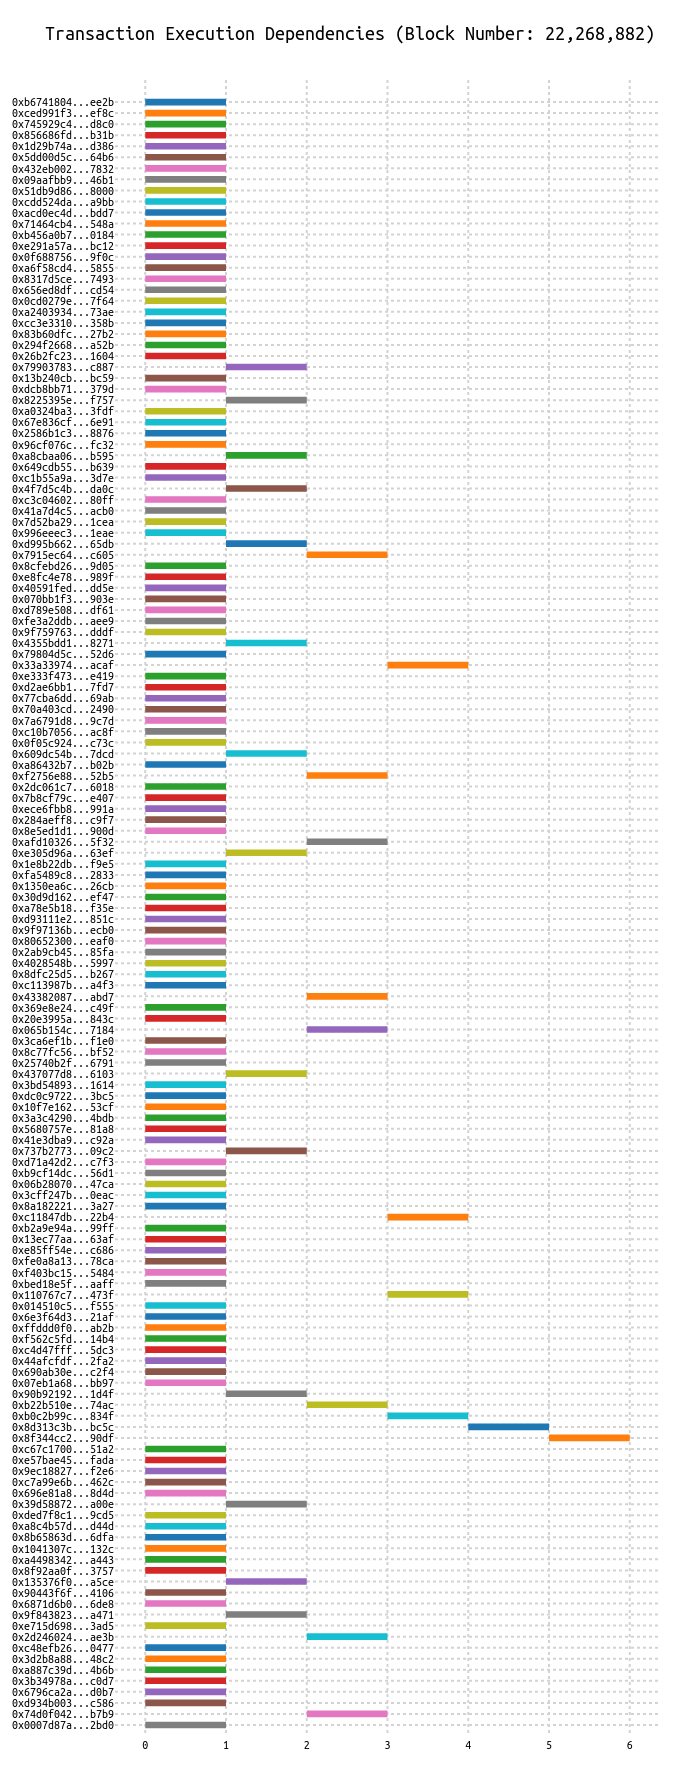 Transaction Execution Dependencies (Block Number: 22,268,882)
0xb6741804...ee2b
0xced991f3...ef8c
0x745929c4...d8c0
0x856686fd...b31b
0x1d29b74a...d386
0x5dd00d5c...64b6
0x432eb002...7832
0x09aafbb9...46b1
0x51db9d86...8000
0xcdd524da...a9bb
0xacd0ec4d...bdd7
0x71464cb4...548a
0xb456a0b7...0184
0xe291a57a...bc12
0x0f688756...9f0c
0xa6f58cd4...5855
0x8317d5ce...7493
0x656ed8df...cd54
0x0cd0279e...7f64
0xa2403934...73ae
0xcc3e3310...358b
0x83b60dfc...27b2
0x294f2668...a52b
0x26b2fc23...1604
0x79903783...c887
0x13b240cb...bc59
0xdcb8bb71...379d
0x8225395e...f757
0xa0324ba3...3fdf
0x67e836cf...6e91
0x2586b1c3...8876
0x96cf076c...fc32
0xa8cbaa06...b595
0x649cdb55...b639
0xc1b55a9a...3d7e
0x4f7d5c4b...da0c
0xc3c04602...80ff
0x41a7d4c5...acb0
0x7d52ba29...1cea
0x996eeec3...1eae
0xd995b662...65db
0x7915ec64...c605
0x8cfebd26...9d05
0xe8fc4e78...989f
0x40591fed...dd5e
0x070bb1f3...903e
0xd789e508...df61
0xfe3a2ddb...aee9
0x9f759763...dddf
0x4355bdd1...8271
0x79804d5c...52d6
0x33a33974...acaf
0xe333f473...e419
0xd2ae6bb1...7fd7
0x77cba6dd...69ab
0x70a403cd...2490
0x7a6791d8...9c7d
0xc10b7056...ac8f
0x0f05c924...c73c
0x609dc54b...7dcd
0xa86432b7...b02b
0xf2756e88...52b5
0x2dc061c7...6018
0x7b8cf79c...e407
0xece6fbb8...991a
0x284aeff8...c9f7
0x8e5ed1d1...900d
0xafd10326...5f32
0xe305d96a...63ef
0x1e8b22db...f9e5
0xfa5489c8...2833
0x1350ea6c...26cb
0x30d9d162...ef47
0xa78e5b18...f35e
0xd93111e2...851c
0x9f97136b...ecb0
0x80652300...eaf0
0x2ab9cb45...85fa
0x4028548b...5997
0x8dfc25d5...b267
0xc113987b...a4f3
0x43382087...abd7
0x369e8e24...c49f
0x20e3995a...843c
0x065b154c...7184
0x3ca6ef1b...f1e0
0x8c77fc56...bf52
0x25740b2f...6791
0x437077d8...6103
0x3bd54893...1614
0xdc0c9722...3bc5
0x10f7e162...53cf
0x3a3c4290...4bdb
0x5680757e...81a8
0x41e3dba9...c92a
0x737b2773...09c2
0xd71a42d2...c7f3
0xb9cf14dc...56d1
0x06b28070...47ca
0x3cff247b...0eac
0x8a182221...3a27
0xc11847db...22b4
0xb2a9e94a...99ff
0x13ec77aa...63af
0xe85ff54e...c686
0xfe0a8a13...78ca
0xf403bc15...5484
0xbed18e5f...aaff
0x110767c7...473f
0x014510c5...f555
0x6e3f64d3...21af
0xffddd0f0...ab2b
0xf562c5fd...14b4
0xc4d47fff...5dc3
0x44afcfdf...2fa2
0x690ab30e...c2f4
0x07eb1a68...bb97
0x90b92192...1d4f
0xb22b510e...74ac
0xb0c2b99c...834f
0x8d313c3b...bc5c
0x8f344cc2...90df
0xc67c1700...51a2
0xe57bae45...fada
0x9ec18827...f2e6
0xc7a99e6b...462c
0x696e81a8...8d4d
0x39d58872...a00e
0xded7f8c1...9cd5
0xa8c4b57d...d44d
0x8b65863d...6dfa
0x1041307c...132c
0xa4498342...a443
0x8f92aa0f...3757
0x135376f0...a5ce
0x90443f6f...4106
0x6871d6b0...6de8
0x9f843823...a471
0xe715d698...3ad5
0x2d246024...ae3b
0xc48efb26...0477
0x3d2b8a88...48c2
0xa887c39d...4b6b
0x3b34978a...c0d7
0x6796ca2a...d0b7
0xd934b003...c586
0x74d0f042...b7b9
0x0007d87a...2bd0
0 1 2 3 4 5 6